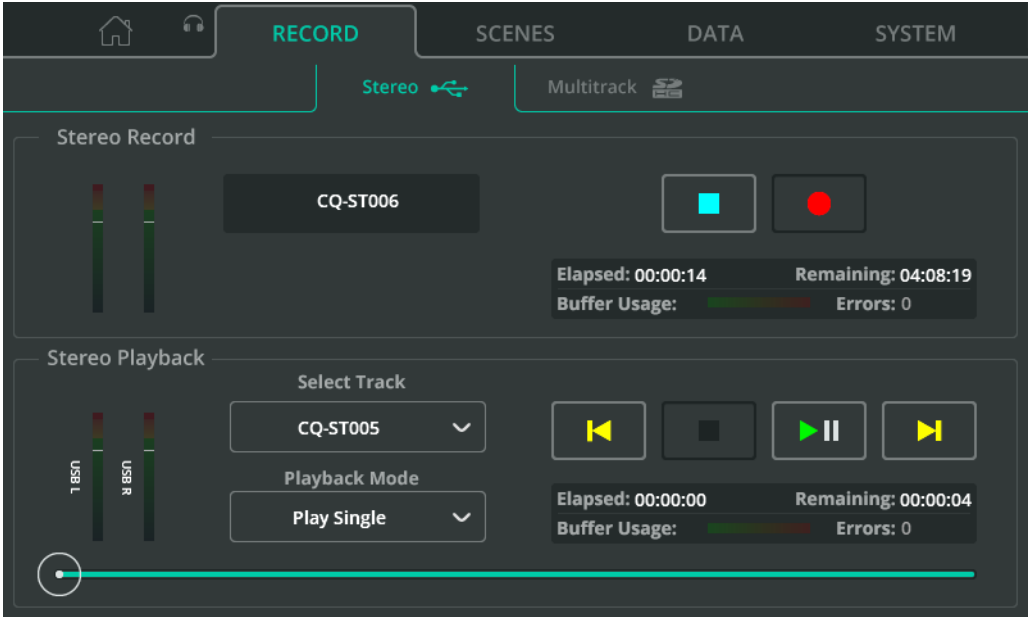 RECORD SCENES DATA SYSTEM
Stereo Multitrack
Stereo Record
CQ-ST006
Elapsed: 00:00:14 Remaining: 04:08:19
Buffer Usage: Errors: 0
Stereo Playback
Select Track
CQ-ST005
USB L USB R
Playback Mode
Play Single
Elapsed: 00:00:00 Remaining: 00:00:04
Buffer Usage: Errors: 0